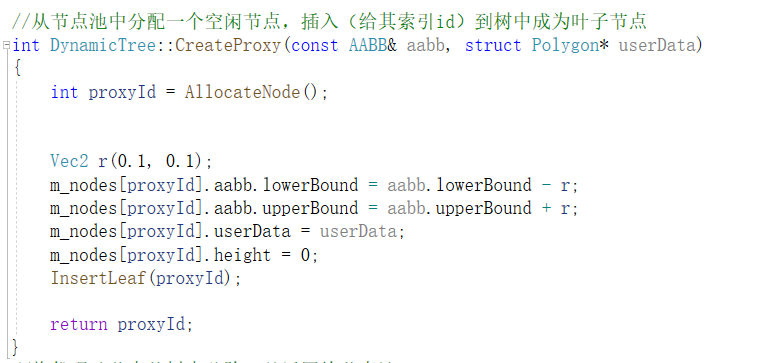 //从节点池中分配一个空闲节点，插入（给其索引id）到树中成为叶子节点
int DynamicTree::CreateProxy(const AABB& aabb, struct Polygon* userData)
{
int proxyId = AllocateNode();
Vec2 r(0.1, 0.1);
m_nodes[proxyId].aabb.lowerBound = aabb.lowerBound - r;
m_nodes[proxyId].aabb.upperBound = aabb.upperBound + r;
m_nodes[proxyId].userData = userData;
m_nodes[proxyId].height = 0;
InsertLeaf(proxyId);
return proxyId;
}